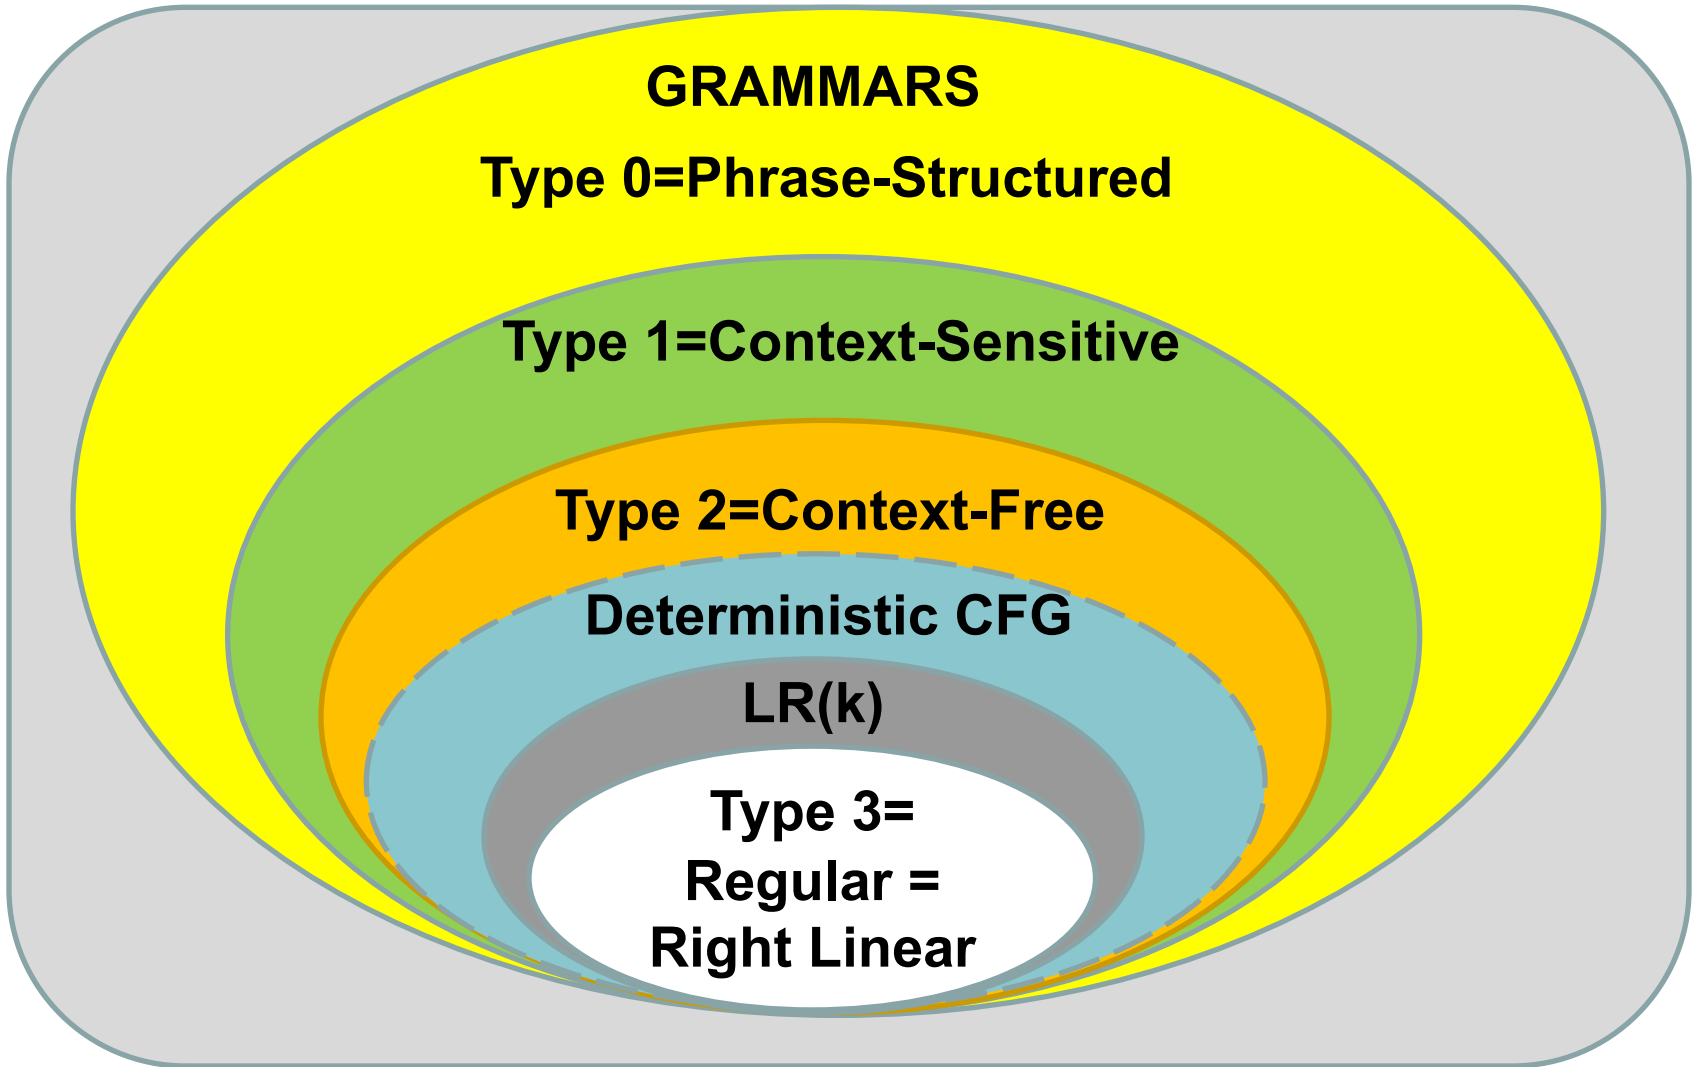 GRAMMARS
Type 0=Phrase-Structured
Type 1=Context-Sensitive
Type 2=Context-Free
Deterministic CFG
LR(k)
Type 3=
Regular =
Right Linear